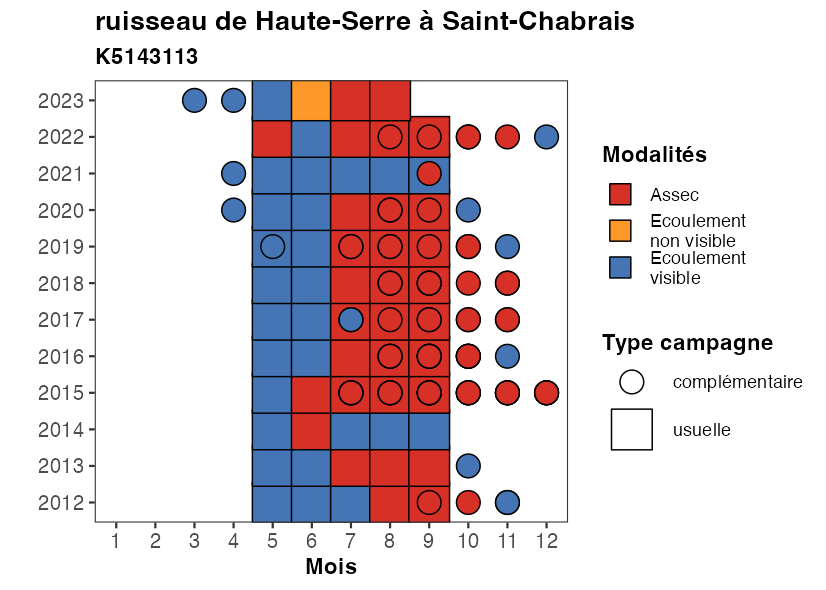 ruisseau de Haute-Serre à Saint-Chabrais
K5143113
2023
2022
2021
2020
2019
2018
2017
2016
2015
2014
2013
2012
1 2 3 4 5 6 7 8 9 10 11 12
Mois
Modalités
Assec
Ecoulement
non visible
Ecoulement
visible
Type campagne
complémentaire
usuelle